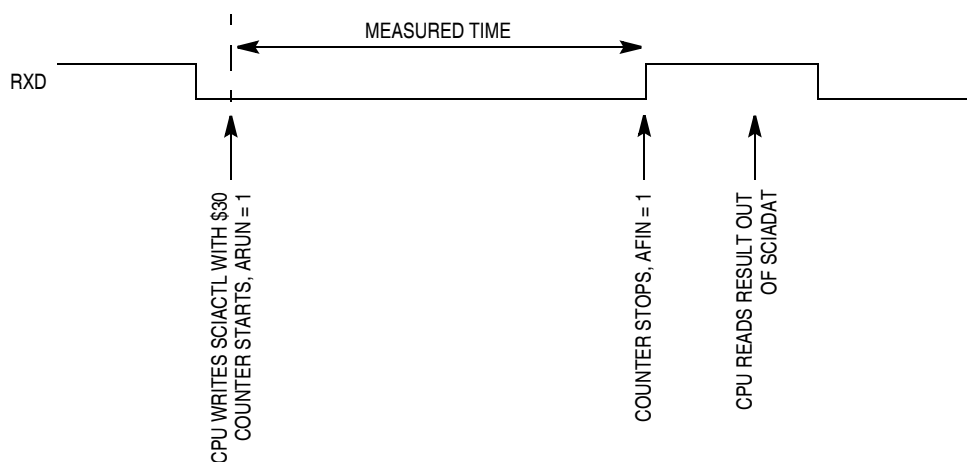 MEASURED TIME
RXD
CPU WRITES SCIACTL WITH $30
COUNTER STARTS, ARUN = 1
COUNTER STOPS, AFIN = 1
CPU READS RESULT OUT
OF SCIADAT